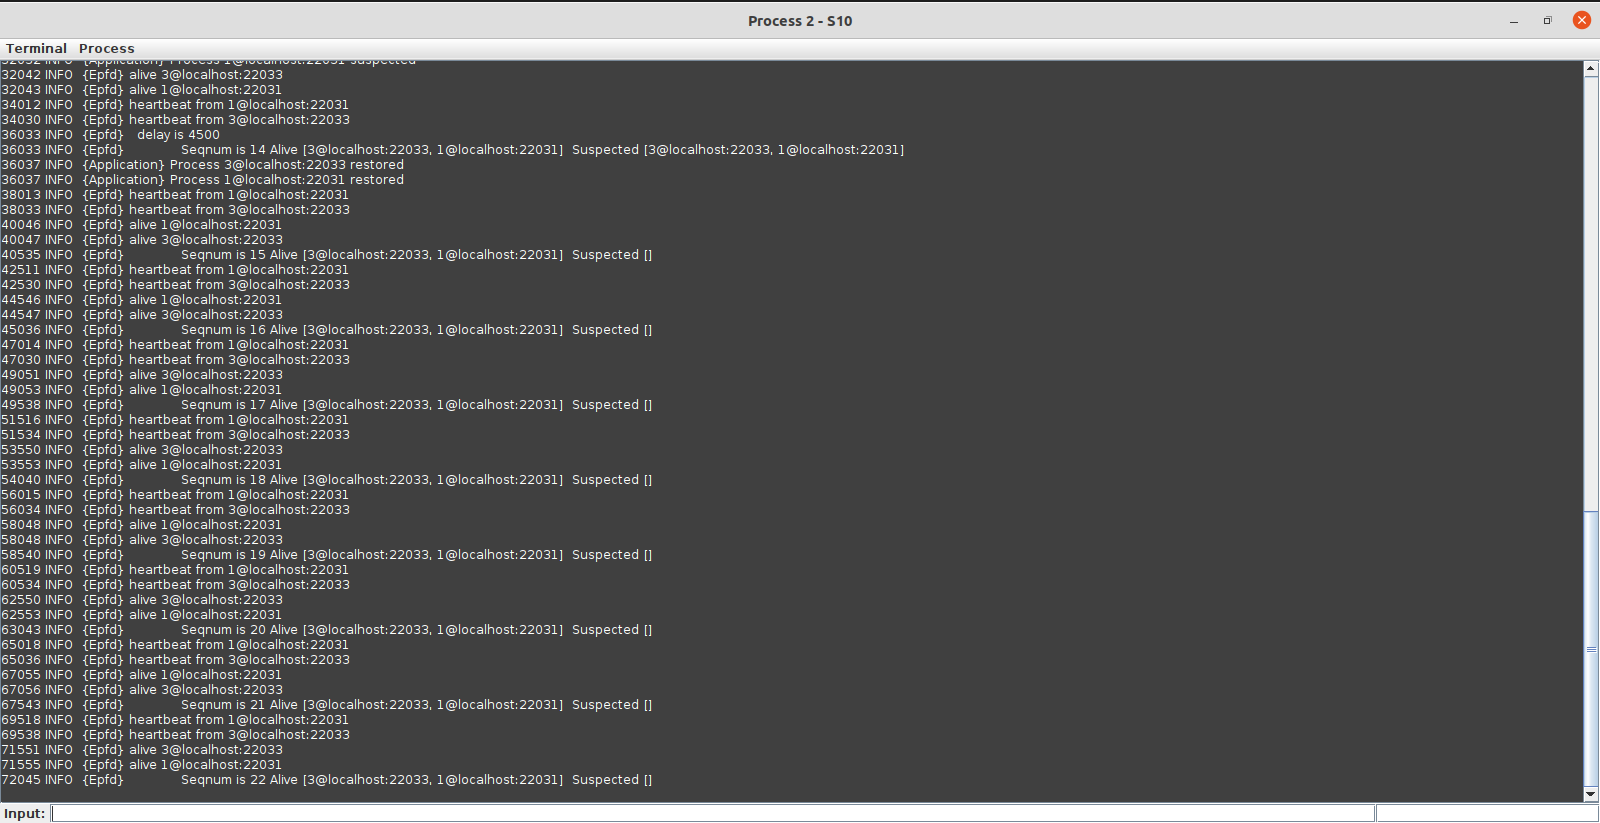 Process 2 - S10
Terminal Process
32032 INFO {Application} Process 1@localhost:22031 suspected
32042 INFO {Epfd} alive 3@localhost:22033
32043 INFO {Epfd} alive 1@localhost:22031
34012 INFO {Epfd} heartbeat from 1@localhost:22031
34030 INFO {Epfd} heartbeat from 3@localhost:22033
36033 INFO {Epfd} delay is 4500
36033 INFO {Epfd} Seqnum is 14 Alive [3@localhost:22033, 1@localhost:22031] Suspected [3@localhost:22033, 1@localhost:22031]
36037 INFO {Application} Process 3@localhost:22033 restored
36037 INFO {Application} Process 1@localhost:22031 restored
38013 INFO {Epfd} heartbeat from 1@localhost:22031
38033 INFO {Epfd} heartbeat from 3@localhost:22033
40046 INFO {Epfd} alive 1@localhost:22031
40047 INFO {Epfd} alive 3@localhost:22033
40535 INFO {Epfd} Seqnum is 15 Alive [3@localhost:22033, 1@localhost:22031] Suspected []
42511 INFO {Epfd} heartbeat from 1@localhost:22031
42530 INFO {Epfd} heartbeat from 3@localhost:22033
44546 INFO {Epfd} alive 1@localhost:22031
44547 INFO {Epfd} alive 3@localhost:22033
45036 INFO {Epfd} Seqnum is 16 Alive [3@localhost:22033, 1@localhost:22031] Suspected []
47014 INFO {Epfd} heartbeat from 1@localhost:22031
47030 INFO {Epfd} heartbeat from 3@localhost:22033
49051 INFO {Epfd} alive 3@localhost:22033
49053 INFO {Epfd} alive 1@localhost:22031
49538 INFO {Epfd} Seqnum is 17 Alive [3@localhost:22033, 1@localhost:22031] Suspected []
51516 INFO {Epfd} heartbeat from 1@localhost:22031
51534 INFO {Epfd} heartbeat from 3@localhost:22033
53550 INFO {Epfd} alive 3@localhost:22033
53553 INFO {Epfd} alive 1@localhost:22031
54040 INFO {Epfd} Seqnum is 18 Alive [3@localhost:22033, 1@localhost:22031] Suspected []
56015 INFO {Epfd} heartbeat from 1@localhost:22031
56034 INFO {Epfd} heartbeat from 3@localhost:22033
58048 INFO {Epfd} alive 1@localhost:22031
58048 INFO {Epfd} alive 3@localhost:22033
58540 INFO {Epfd} Seqnum is 19 Alive [3@localhost:22033, 1@localhost:22031] Suspected []
60519 INFO {Epfd} heartbeat from 1@localhost:22031
60534 INFO {Epfd} heartbeat from 3@localhost:22033
62550 INFO {Epfd} alive 3@localhost:22033
62553 INFO {Epfd} alive 1@localhost:22031
63043 INFO {Epfd} Seqnum is 20 Alive [3@localhost:22033, 1@localhost:22031] Suspected []
65018 INFO {Epfd} heartbeat from 1@localhost:22031
65036 INFO {Epfd} heartbeat from 3@localhost:22033
67055 INFO {Epfd} alive 1@localhost:22031
67056 INFO {Epfd} alive 3@localhost:22033
67543 INFO {Epfd} Seqnum is 21 Alive [3@localhost:22033, 1@localhost:22031] Suspected []
69518 INFO {Epfd} heartbeat from 1@localhost:22031
69538 INFO {Epfd} heartbeat from 3@localhost:22033
71551 INFO {Epfd} alive 3@localhost:22033
71555 INFO {Epfd} alive 1@localhost:22031
72045 INFO {Epfd} Seqnum is 22 Alive [3@localhost:22033, 1@localhost:22031] Suspected []
Input: